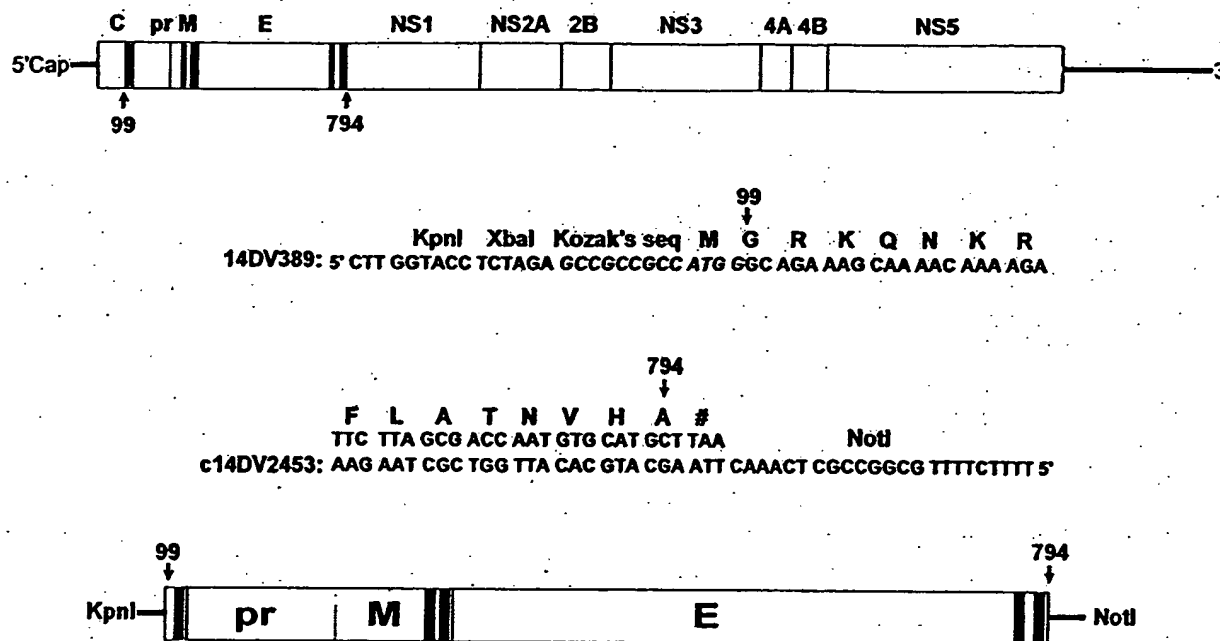 C pr M E NS1 NS2A 2B NS3 4A 4B NS5
5'Cap 3
99 794
99
KpnI XbaI Kozak's seq M G R K Q N K R
14DV389: 5' CTT GGTACC TCTAGA GCCGCCGCC ATG GGC AGA AAG CAA AAC AAA AGA
794
F L A T N V H A #
TTC TTA GCG ACC AAT GTG CAT GCT TAA NotI
c14DV2453: AAG AAT CGC TGG TTA CAC GTA CGA ATT CAAACT CGCCGGCG TTTTCTTTT 5'
99 794
KpnI pr M E NotI